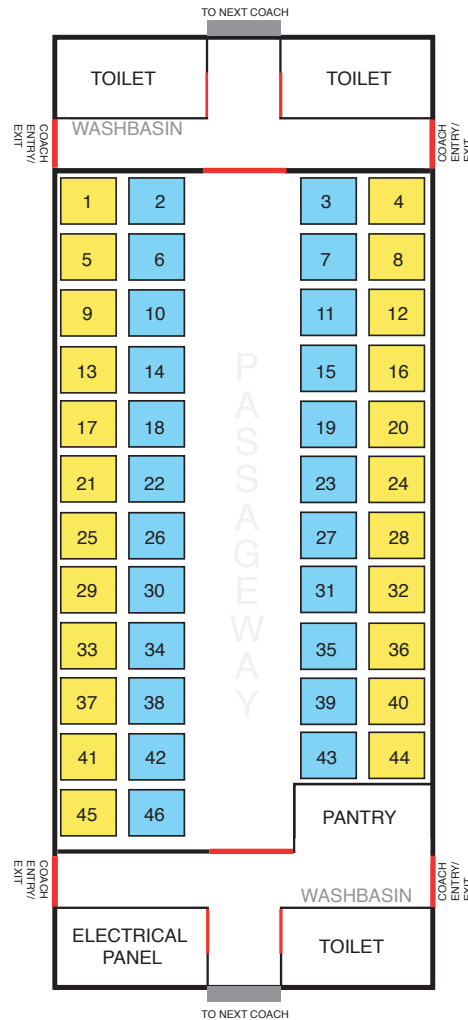 TO NEXT COACH
TOILET
TOILET
COACH
ENTRY/
EXIT
WASHBASIN
COACH
ENTRY/
EXIT
1 2 3 4
5 6 7 8
9 10 11 12
13 14 15 16
17 18 19 20
21 22 23 24
25 26 27 28
29 30 31 32
33 34 35 36
37 38 39 40
41 42 43 44
45 46
PASSAGEWAY
PANTRY
COACH
ENTRY/
EXIT
COACH
ENTRY/
EXIT
WASHBASIN
ELECTRICAL
PANEL
TOILET
TO NEXT COACH